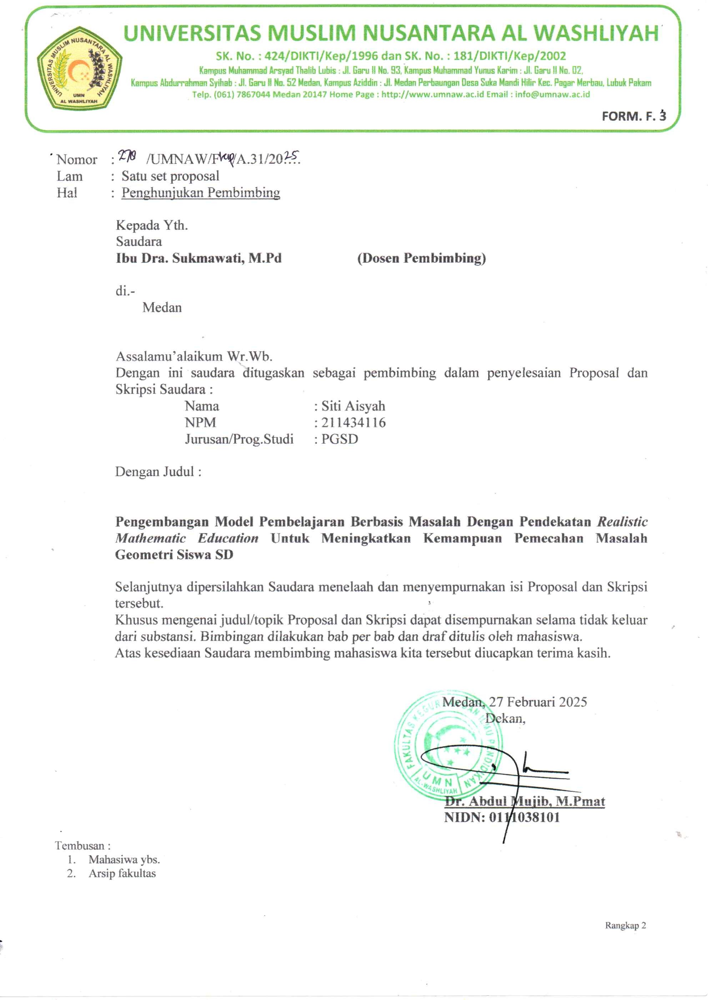 UNIVERSITAS MUSLIM NUSANTARA AL WASHLIYAH
UNIVERSITAS MUSLIM NUSANTARA AL WASHLIYAH
UMN
AL WASHLIYAH
SK. No. : 424/DIKTI/Kep/1996 dan SK. No. : 181/DIKTI/Kep/2002
Kampus Muhammad Arsyad Thalib Lubis : Jl. Garu II No. 93, Kampus Muhammad Yunus Karim : Jl. Garu II No. 02,
Kampus Abdurrahman Syihab : Jl. Garu II No. 52 Medan, Kampus Aziddin : Jl. Medan Perbaungan Desa Suka Mandi Hilir Kec. Pagar Merbau, Lubuk Pakam
Telp. (061) 7867044 Medan 20147 Home Page : http://www.umnaw.ac.id Email : info@umnaw.ac.id
FORM. F. 3
Nomor : /UMNAW/Fkip/A.31/2025
Lam : Satu set proposal
Hal : Penghunjukan Pembimbing
Kepada Yth.
Saudara
Ibu Dra. Sukmawati, M.Pd (Dosen Pembimbing)
di.-
Medan
Assalamu’alaikum Wr.Wb.
Dengan ini saudara ditugaskan sebagai pembimbing dalam penyelesaian Proposal dan
Skripsi Saudara :
Nama : Siti Aisyah
NPM : 211434116
Jurusan/Prog.Studi : PGSD
Dengan Judul :
Pengembangan Model Pembelajaran Berbasis Masalah Dengan Pendekatan Realistic
Mathematic Education Untuk Meningkatkan Kemampuan Pemecahan Masalah
Geometri Siswa SD
Selanjutnya dipersilahkan Saudara menelaah dan menyempurnakan isi Proposal dan Skripsi
tersebut.
Khusus mengenai judul/topik Proposal dan Skripsi dapat disempurnakan selama tidak keluar
dari substansi. Bimbingan dilakukan bab per bab dan draf ditulis oleh mahasiswa.
Atas kesediaan Saudara membimbing mahasiswa kita tersebut diucapkan terima kasih.
Medan, 27 Februari 2025
Dekan,
FAKULTAS KEGURUAN DAN ILMU PENDIDIKAN
UMN
AL-WASHLIYAH
Dr. Abdul Mujib, M.Pmat
NIDN: 0111038101
Tembusan :
1. Mahasiwa ybs.
2. Arsip fakultas
Rangkap 2